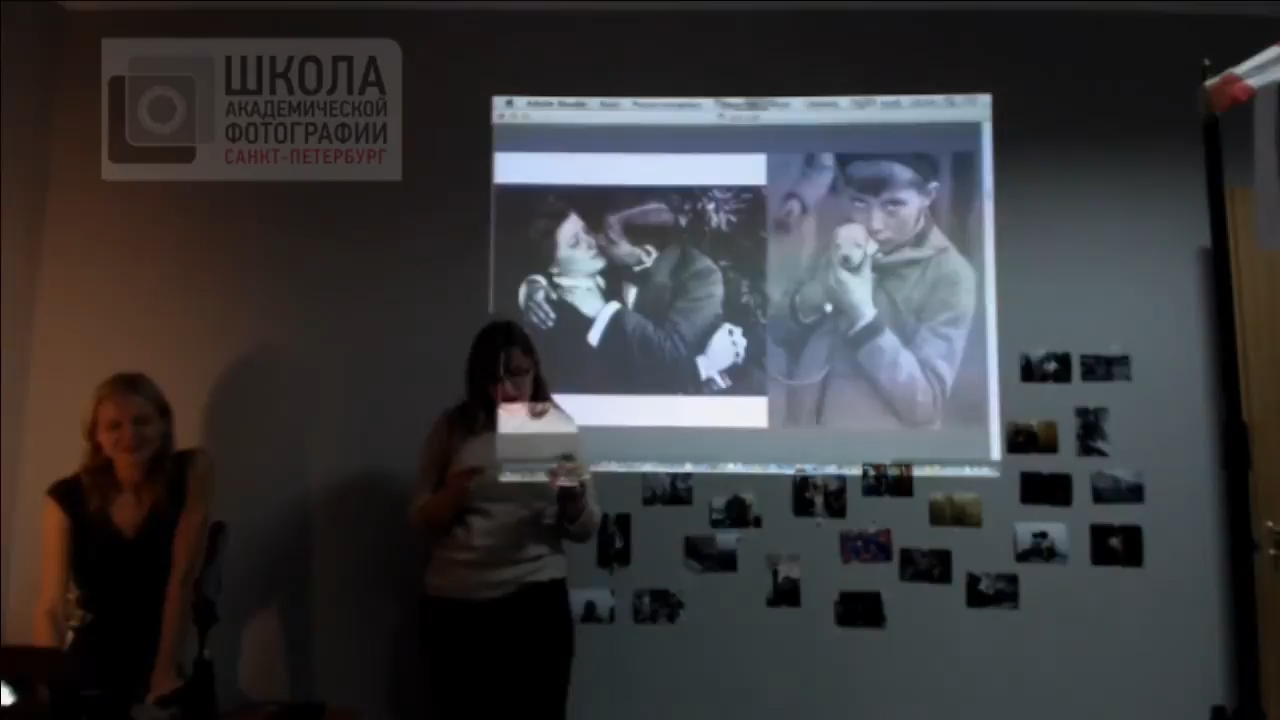 ШКОЛА
АКАДЕМИЧЕСКОЙ
ФОТОГРАФИИ
САНКТ-ПЕТЕРБУРГ